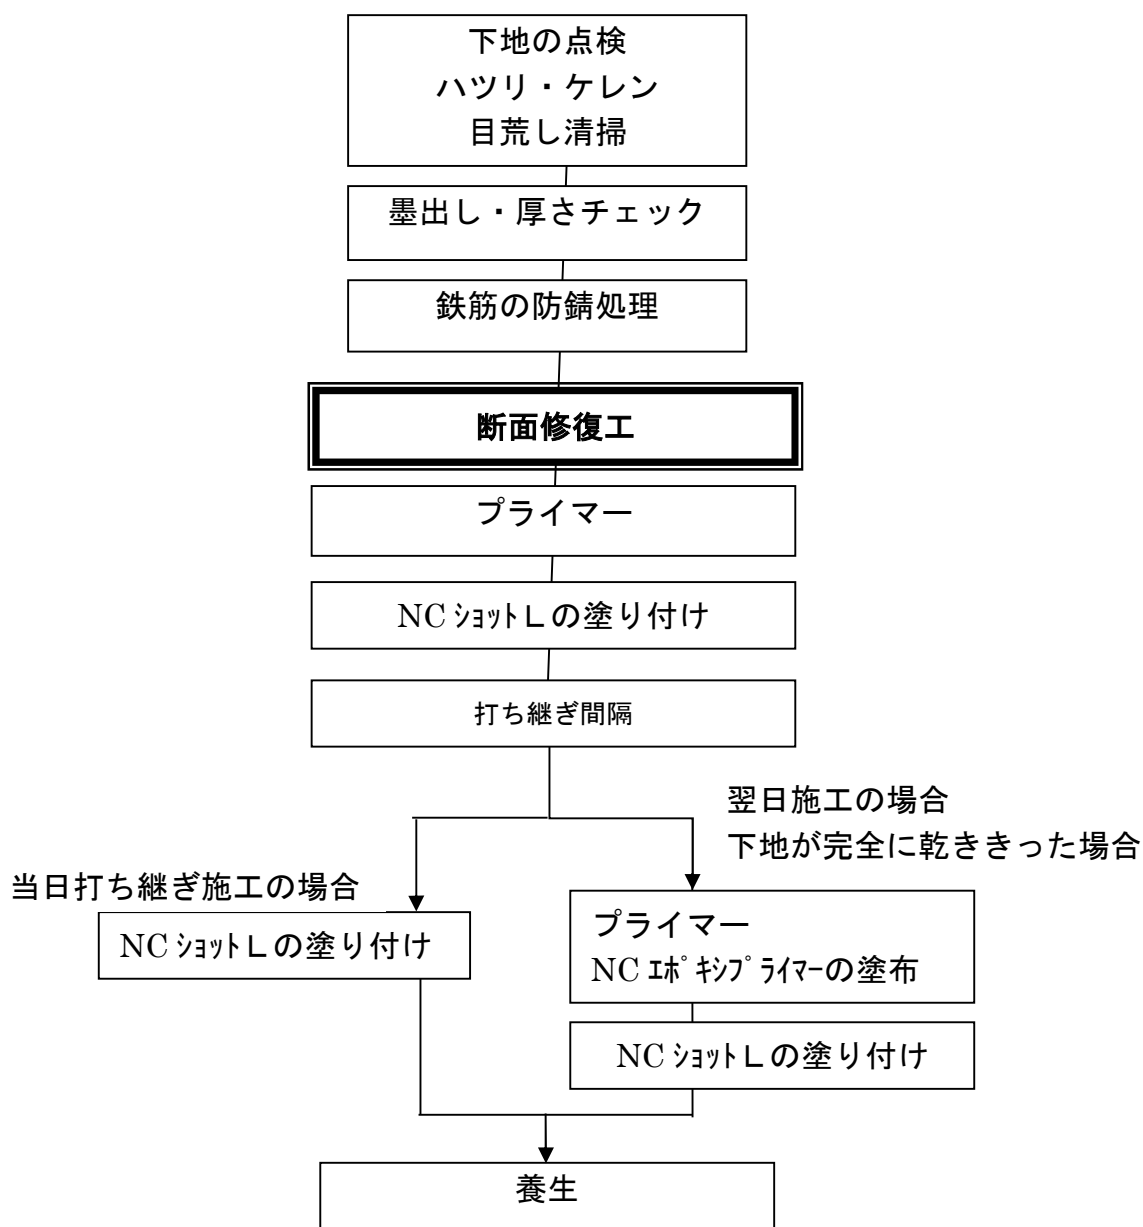 下地の点検
ハツリ・ケレン
目荒し清掃
墨出し・厚さチェック
鉄筋の防錆処理
断面修復工
プライマー
NC ｼｮｯﾄ Lの塗り付け
打ち継ぎ間隔
翌日施工の場合
下地が完全に乾ききった場合
当日打ち継ぎ施工の場合
NC ｼｮｯﾄ Lの塗り付け
プライマー
NC ｴﾎﾟｷｼﾌﾟﾗｲﾏｰの塗布
NC ｼｮｯﾄ Lの塗り付け
養生